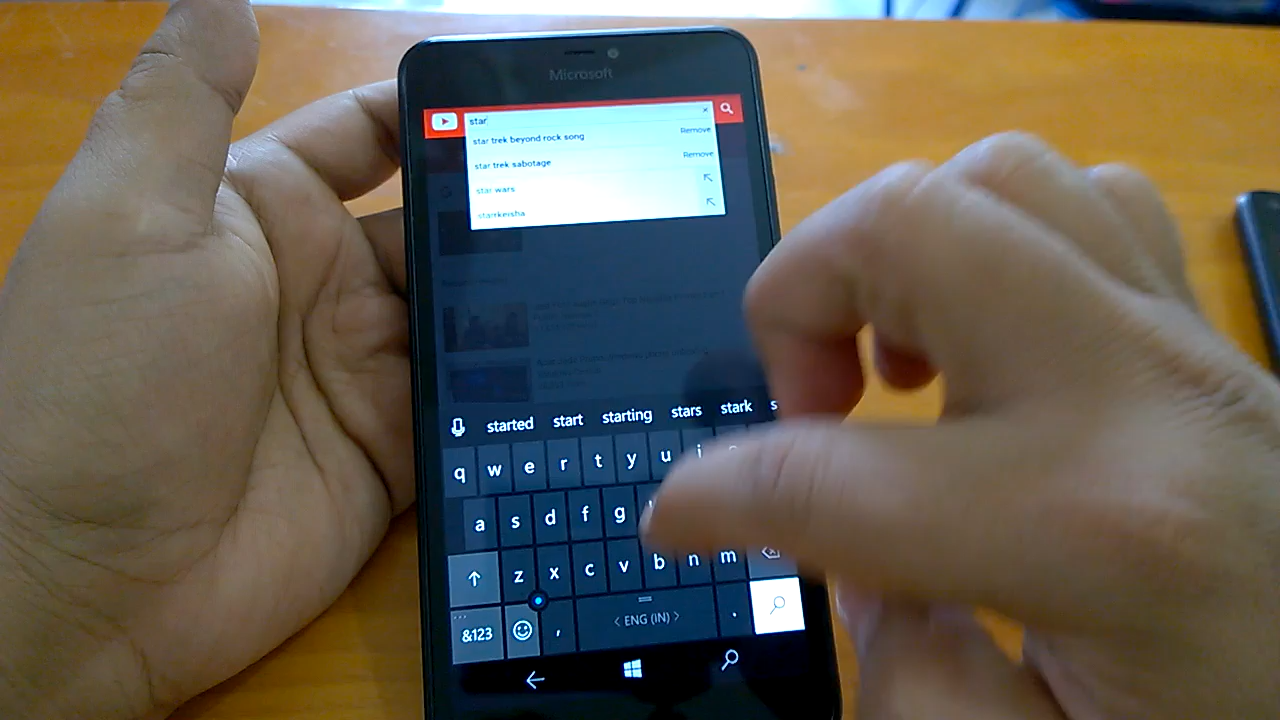 Microsoft
star
star trek beyond rock song Remove
star trek sabotage Remove
star wars
starrkeisha
started start starting stars stark s
q w e r t y u i
a s d f g
z x c v b n m
&123 , < ENG (IN) > .